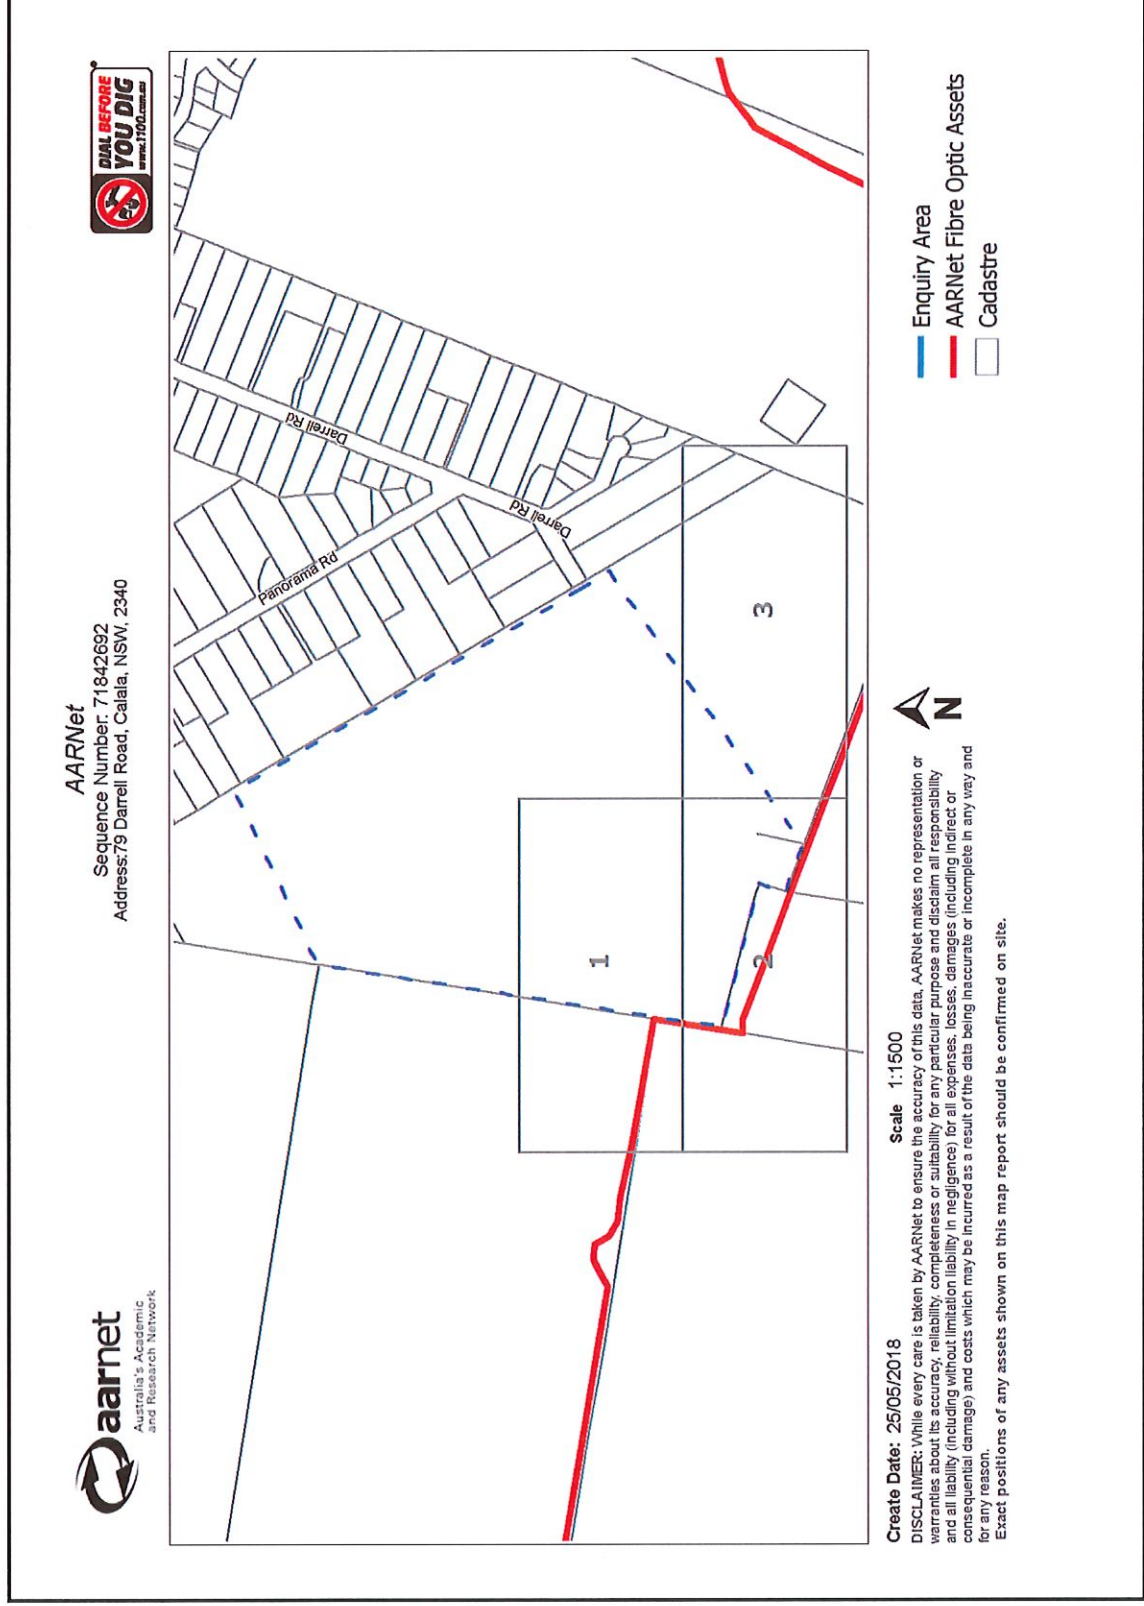 aarnet
Australia's Academic
and Research Network
AARNet
Sequence Number: 71842692
Address:79 Darrell Road, Calala, NSW, 2340
DIAL BEFORE
YOU DIG
www.1100.com.au
Panorama Rd
Darrell Rd
Darrell Rd
1
2
3
Create Date: 25/05/2018
Scale 1:1500
N
Enquiry Area
AARNet Fibre Optic Assets
Cadastre
DISCLAIMER: While every care is taken by AARNet to ensure the accuracy of this data, AARNet makes no representation or
warranties about its accuracy, reliability, completeness or suitability for any particular purpose and disclaim all responsibility
and all liability (including without limitation liability in negligence) for all expenses, losses, damages (including indirect or
consequential damage) and costs which may be incurred as a result of the data being inaccurate or incomplete in any way and
for any reason.
Exact positions of any assets shown on this map report should be confirmed on site.